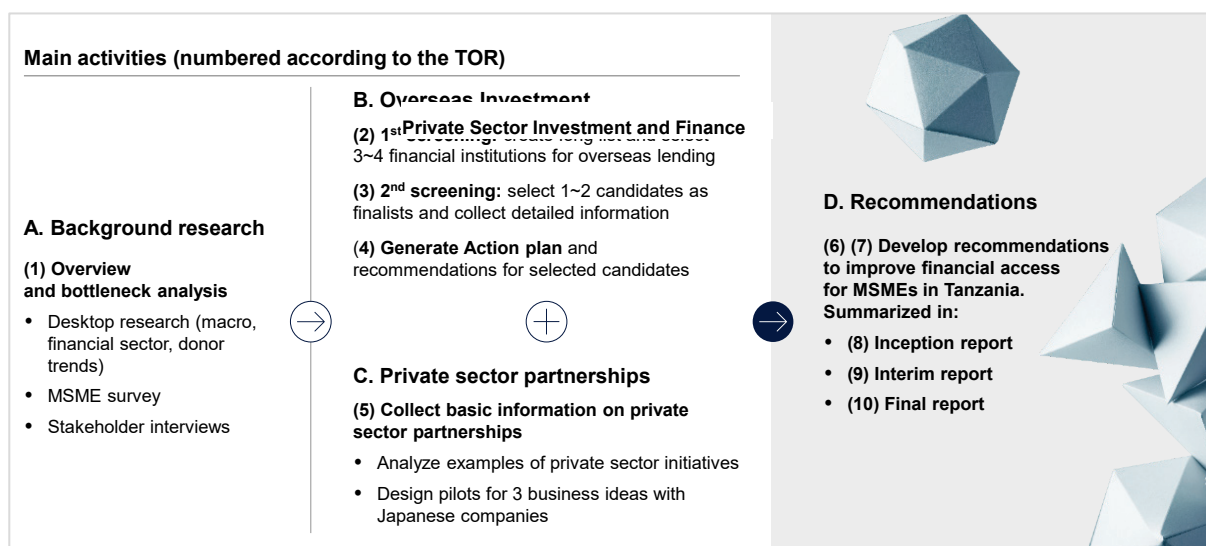 Main activities (numbered according to the TOR)
A. Background research
(1) Overview
and bottleneck analysis
• Desktop research (macro,
financial sector, donor
trends)
• MSME survey
• Stakeholder interviews
B. Overseas Investment
Private Sector Investment and Finance
(2) 1st
3~4 financial institutions for overseas lending
(3) 2nd screening: select 1~2 candidates as
finalists and collect detailed information
(4) Generate Action plan and
recommendations for selected candidates
C. Private sector partnerships
(5) Collect basic information on private
sector partnerships
• Analyze examples of private sector initiatives
• Design pilots for 3 business ideas with
Japanese companies
D. Recommendations
(6) (7) Develop recommendations
to improve financial access
for MSMEs in Tanzania.
Summarized in:
• (8) Inception report
• (9) Interim report
• (10) Final report